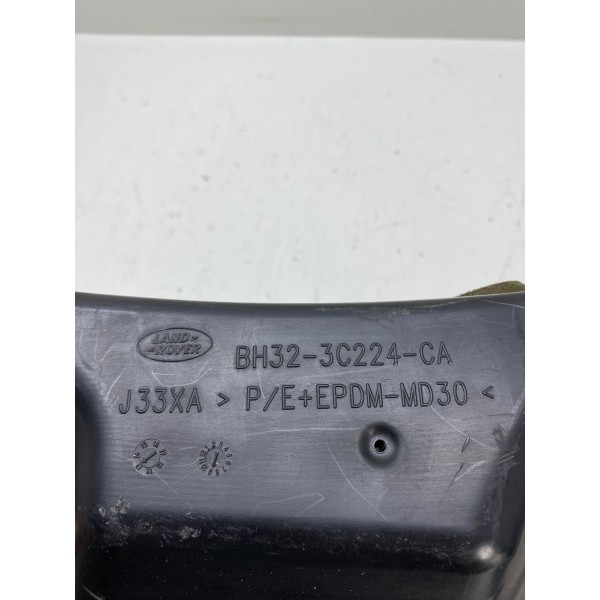 LAND-
-ROVER
BH32-3C224-CA
J33XA > P/E+EPDM-MD30 <